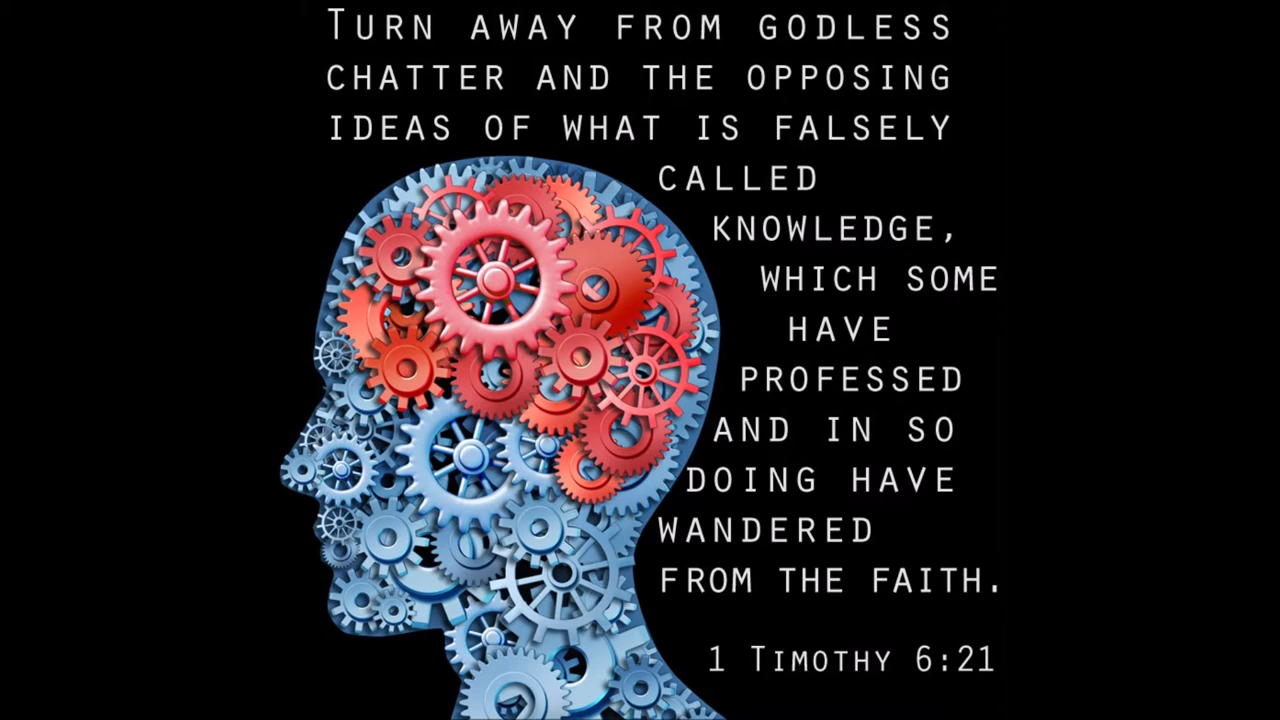 Turn away from godless
chatter and the opposing
ideas of what is falsely
called
knowledge,
which some
have
professed
and in so
doing have
wandered
from the faith.
1 Timothy 6:21